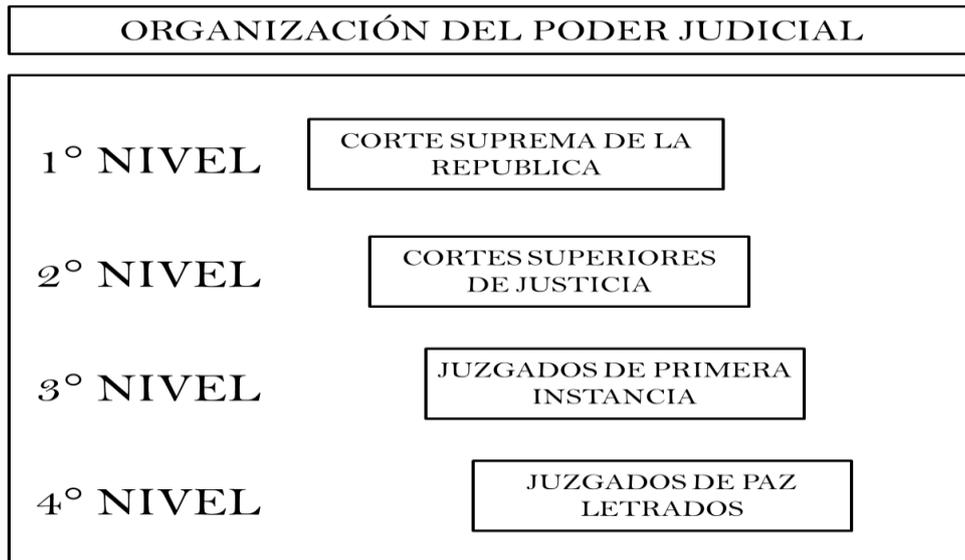 ORGANIZACIÓN DEL PODER JUDICIAL
1° NIVEL
CORTE SUPREMA DE LA
REPUBLICA
2° NIVEL
CORTES SUPERIORES
DE JUSTICIA
3° NIVEL
JUZGADOS DE PRIMERA
INSTANCIA
4° NIVEL
JUZGADOS DE PAZ
LETRADOS